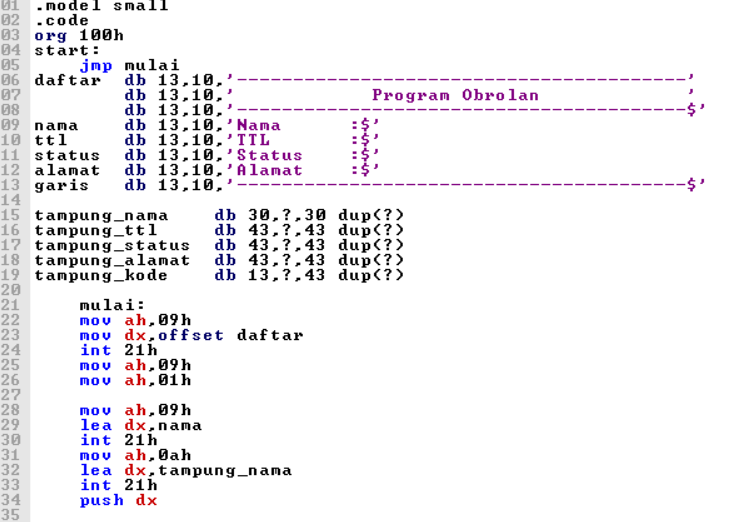 01 .model small
02 .code
03 org 100h
04 start:
05      jmp mulai
06 daftar  db 13,10,'----------------------------------------'
07         db 13,10,'            Program Obrolan             '
08         db 13,10,'----------------------------------------$'
09 nama    db 13,10,'Nama      :$'
10 ttl     db 13,10,'TTL       :$'
11 status  db 13,10,'Status    :$'
12 alamat  db 13,10,'Alamat    :$'
13 garis   db 13,10,'----------------------------------------$'
14
15 tampung_nama    db 30,?,30 dup(?)
16 tampung_ttl     db 43,?,43 dup(?)
17 tampung_status  db 43,?,43 dup(?)
18 tampung_alamat  db 43,?,43 dup(?)
19 tampung_kode    db 13,?,43 dup(?)
20
21     mulai:
22     mov ah,09h
23     mov dx,offset daftar
24     int 21h
25     mov ah,09h
26     mov ah,01h
27
28     mov ah,09h
29     lea dx,nama
30     int 21h
31     mov ah,0ah
32     lea dx,tampung_nama
33     int 21h
34     push dx
35